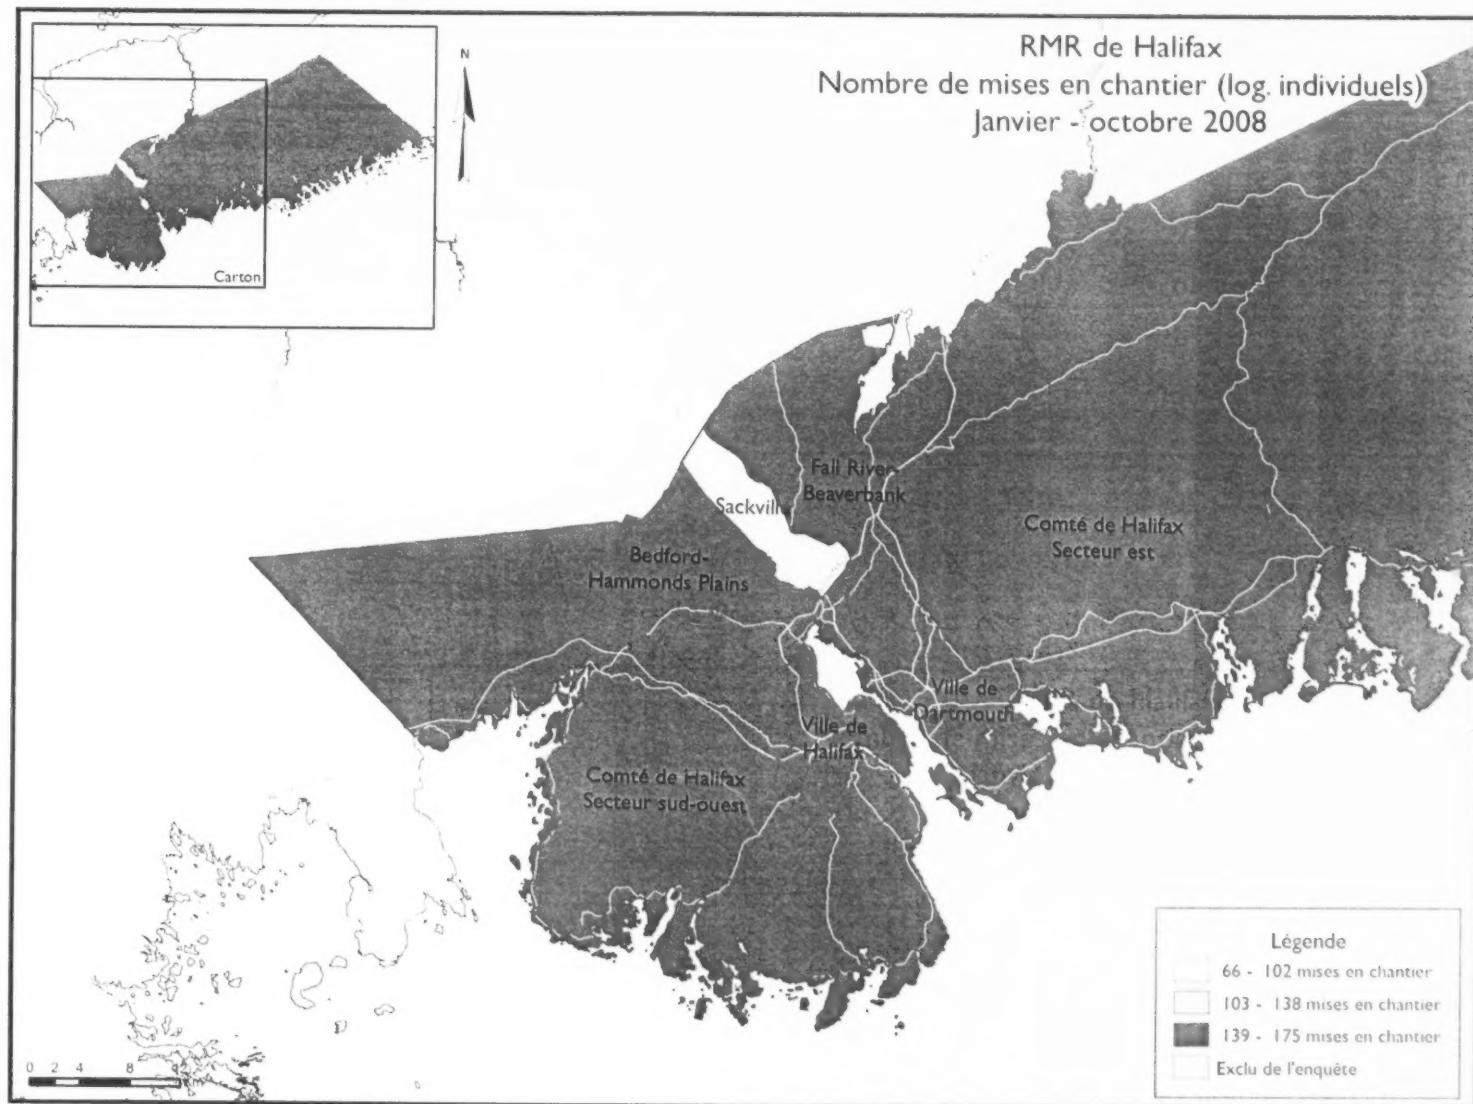 RMR de Halifax
Nombre de mises en chantier (log. individuels)
Janvier - octobre 2008
N
Carton
Fall River-
Beaverbank
Sackville
Comté de Halifax
Secteur est
Bedford-
Hammonds Plains
Ville de
Dartmouth
Ville de
Halifax
Comté de Halifax
Secteur sud-ouest
Légende
66 - 102 mises en chantier
103 - 138 mises en chantier
139 - 175 mises en chantier
Exclu de l'enquête
0 2 4 8